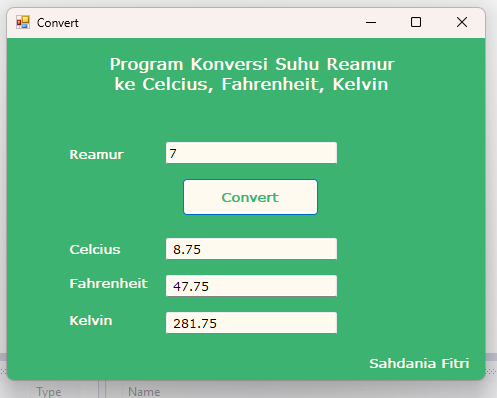 Convert
Program Konversi Suhu Reamur
ke Celcius, Fahrenheit, Kelvin
Reamur 7
Convert
Celcius 8.75
Fahrenheit 47.75
Kelvin 281.75
Sahdania Fitri
Type Name